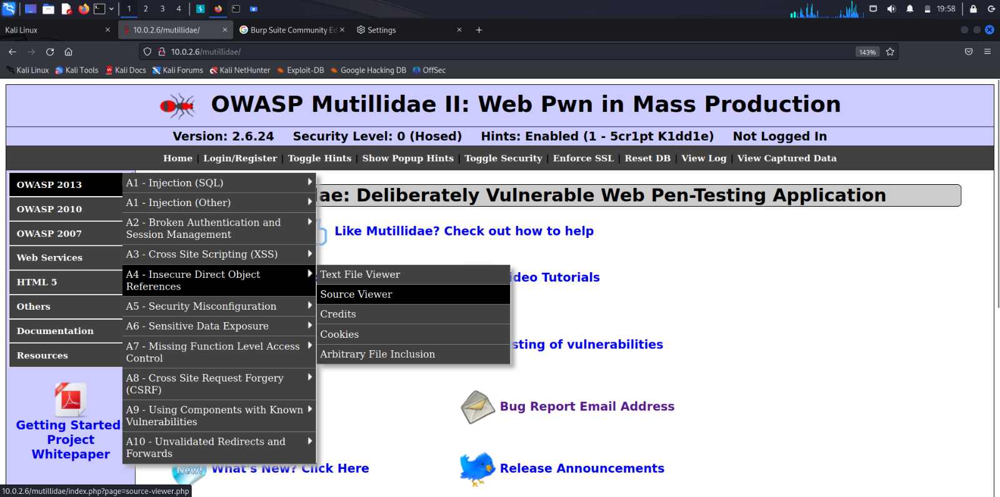 1 2 3 4 19:58
Kali Linux 10.0.2.6/mutillidae/ Burp Suite Community Ed Settings
10.0.2.6/mutillidae/ 143%
Kali Linux Kali Tools Kali Docs Kali Forums Kali NetHunter Exploit-DB Google Hacking DB OffSec
OWASP Mutillidae II: Web Pwn in Mass Production
Version: 2.6.24 Security Level: 0 (Hosed) Hints: Enabled (1 - 5cr1pt K1dd1e) Not Logged In
Home | Login/Register | Toggle Hints | Show Popup Hints | Toggle Security | Enforce SSL | Reset DB | View Log | View Captured Data
OWASP 2013
OWASP 2010
OWASP 2007
Web Services
HTML 5
Others
Documentation
Resources
Getting Started:
Project
Whitepaper
A1 - Injection (SQL)
A1 - Injection (Other)
A2 - Broken Authentication and
Session Management
A3 - Cross Site Scripting (XSS)
A4 - Insecure Direct Object
References
A5 - Security Misconfiguration
A6 - Sensitive Data Exposure
A7 - Missing Function Level Access
Control
A8 - Cross Site Request Forgery
(CSRF)
A9 - Using Components with Known
Vulnerabilities
A10 - Unvalidated Redirects and
Forwards
Text File Viewer
Source Viewer
Credits
Cookies
Arbitrary File Inclusion
ae: Deliberately Vulnerable Web Pen-Testing Application
Like Mutillidae? Check out how to help
ideo Tutorials
sting of vulnerabilities
Bug Report Email Address
New! What's New? Click Here
Release Announcements
10.0.2.6/mutillidae/index.php?page=source-viewer.php